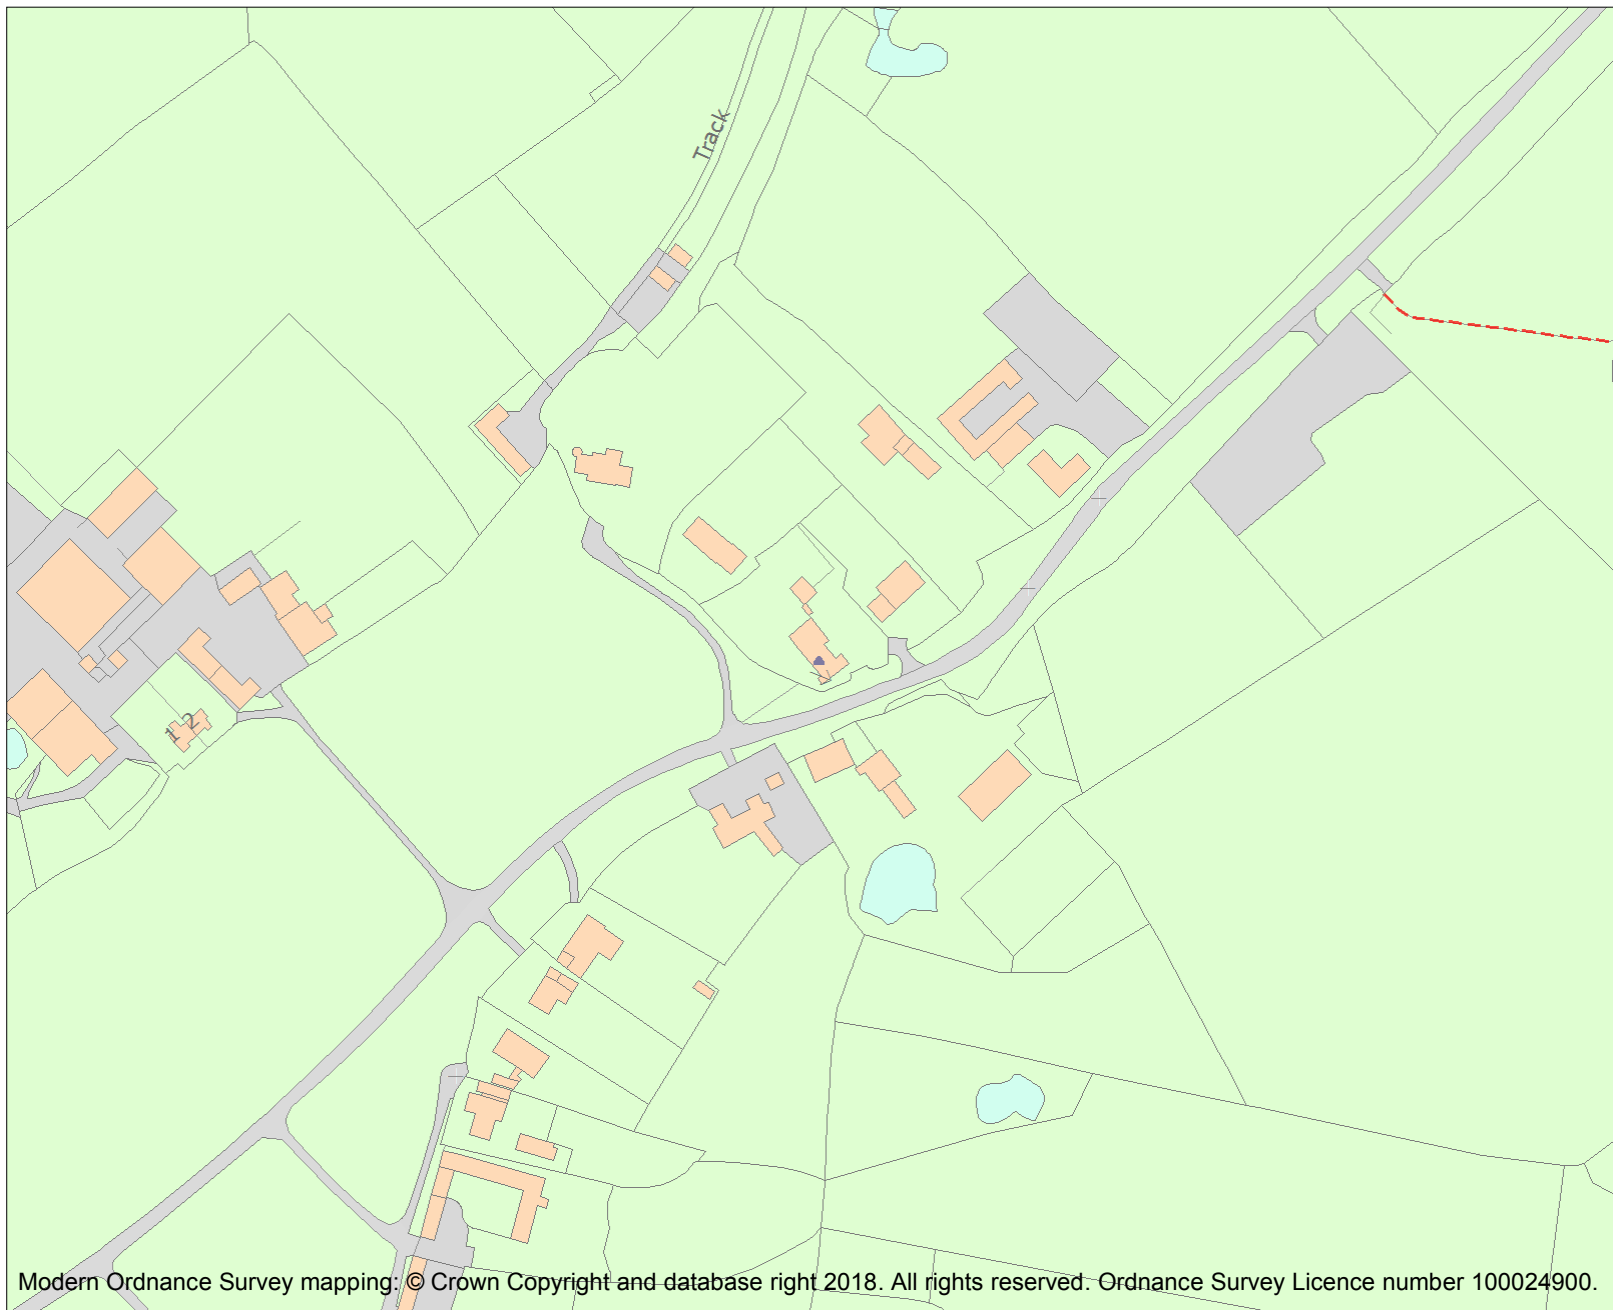 Track
2
1
Modern Ordnance Survey mapping: © Crown Copyright and database right 2018. All rights reserved. Ordnance Survey Licence number 100024900.